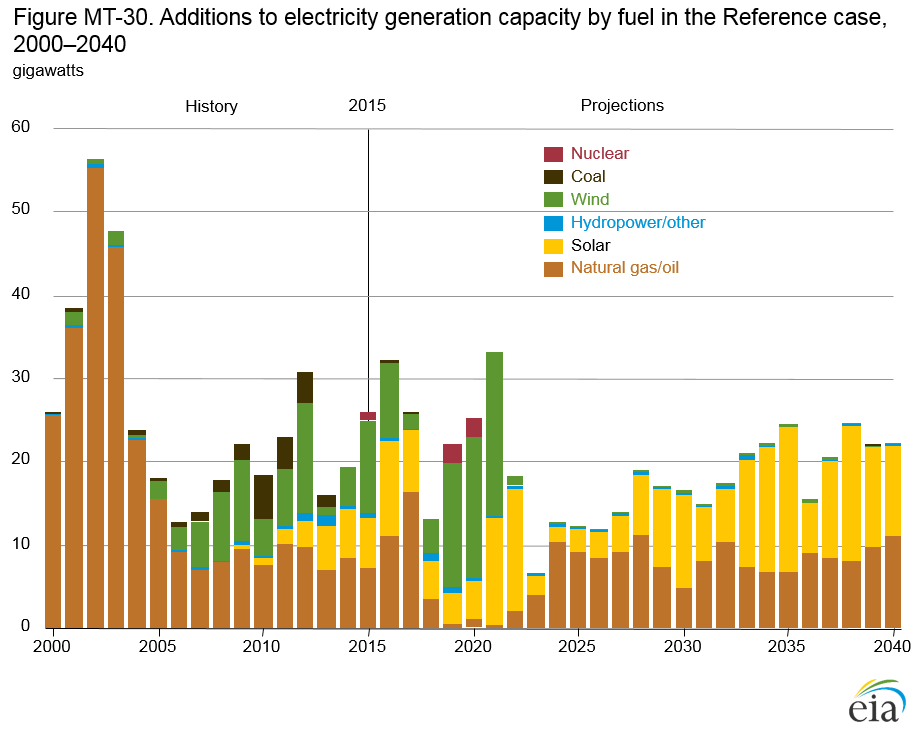 Figure MT-30. Additions to electricity generation capacity by fuel in the Reference case,
2000–2040
gigawatts
History
2015
Projections
60
50
40
30
20
10
0
Nuclear
Coal
Wind
Hydropower/other
Solar
Natural gas/oil
2000
2005
2010
2015
2020
2025
2030
2035
2040
eia